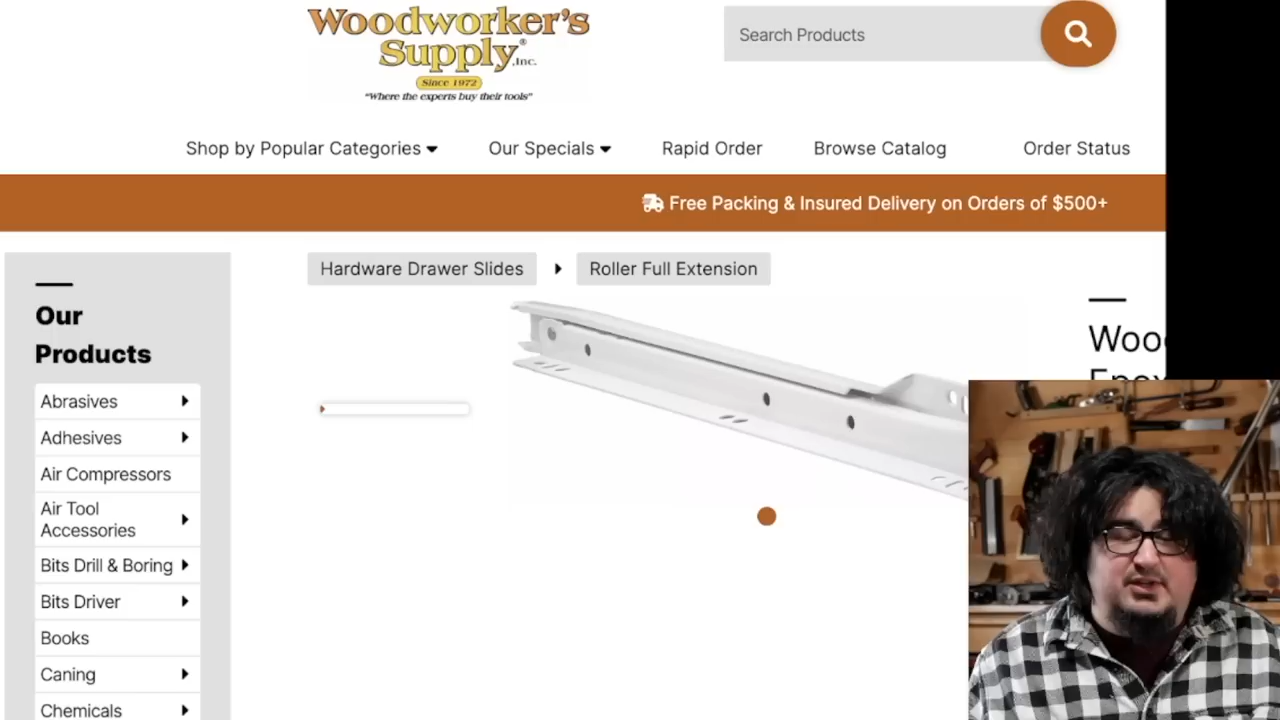 Woodworker's
Supply®, Inc.
Since 1972
"Where the experts buy their tools"
Search Products
Shop by Popular Categories
Our Specials
Rapid Order
Browse Catalog
Order Status
Free Packing & Insured Delivery on Orders of $500+
Hardware Drawer Slides
Roller Full Extension
Our
Products
Abrasives
Adhesives
Air Compressors
Air Tool
Accessories
Bits Drill & Boring
Bits Driver
Books
Caning
Chemicals
Woo